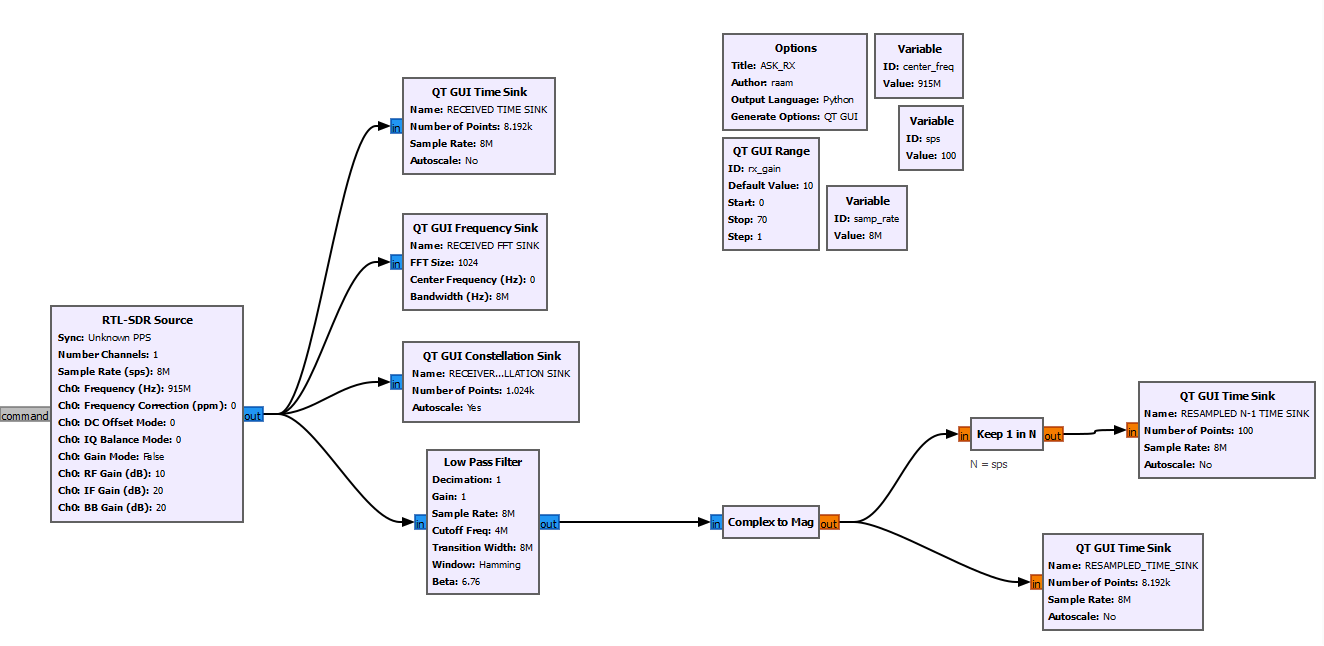 Options
Title: ASK_RX
Author: raam
Output Language: Python
Generate Options: QT GUI
Variable
ID: center_freq
Value: 915M
Variable
ID: sps
Value: 100
QT GUI Range
ID: rx_gain
Default Value: 10
Start: 0
Stop: 70
Step: 1
Variable
ID: samp_rate
Value: 8M
QT GUI Time Sink
Name: RECEIVED TIME SINK
Number of Points: 8.192k
Sample Rate: 8M
Autoscale: No
in
QT GUI Frequency Sink
Name: RECEIVED FFT SINK
FFT Size: 1024
Center Frequency (Hz): 0
Bandwidth (Hz): 8M
in
RTL-SDR Source
Sync: Unknown PPS
Number Channels: 1
Sample Rate (sps): 8M
Ch0: Frequency (Hz): 915M
Ch0: Frequency Correction (ppm): 0
Ch0: DC Offset Mode: 0
Ch0: IQ Balance Mode: 0
Ch0: Gain Mode: False
Ch0: RF Gain (dB): 10
Ch0: IF Gain (dB): 20
Ch0: BB Gain (dB): 20
command
out
QT GUI Constellation Sink
Name: RECEIVER...LLATION SINK
Number of Points: 1.024k
Autoscale: Yes
in
Low Pass Filter
Decimation: 1
Gain: 1
Sample Rate: 8M
Cutoff Freq: 4M
Transition Width: 8M
Window: Hamming
Beta: 6.76
in
out
in
Complex to Mag
out
in
Keep 1 in N
out
N = sps
QT GUI Time Sink
Name: RESAMPLED N-1 TIME SINK
Number of Points: 100
Sample Rate: 8M
Autoscale: No
in
QT GUI Time Sink
Name: RESAMPLED_TIME_SINK
Number of Points: 8.192k
Sample Rate: 8M
Autoscale: No
in